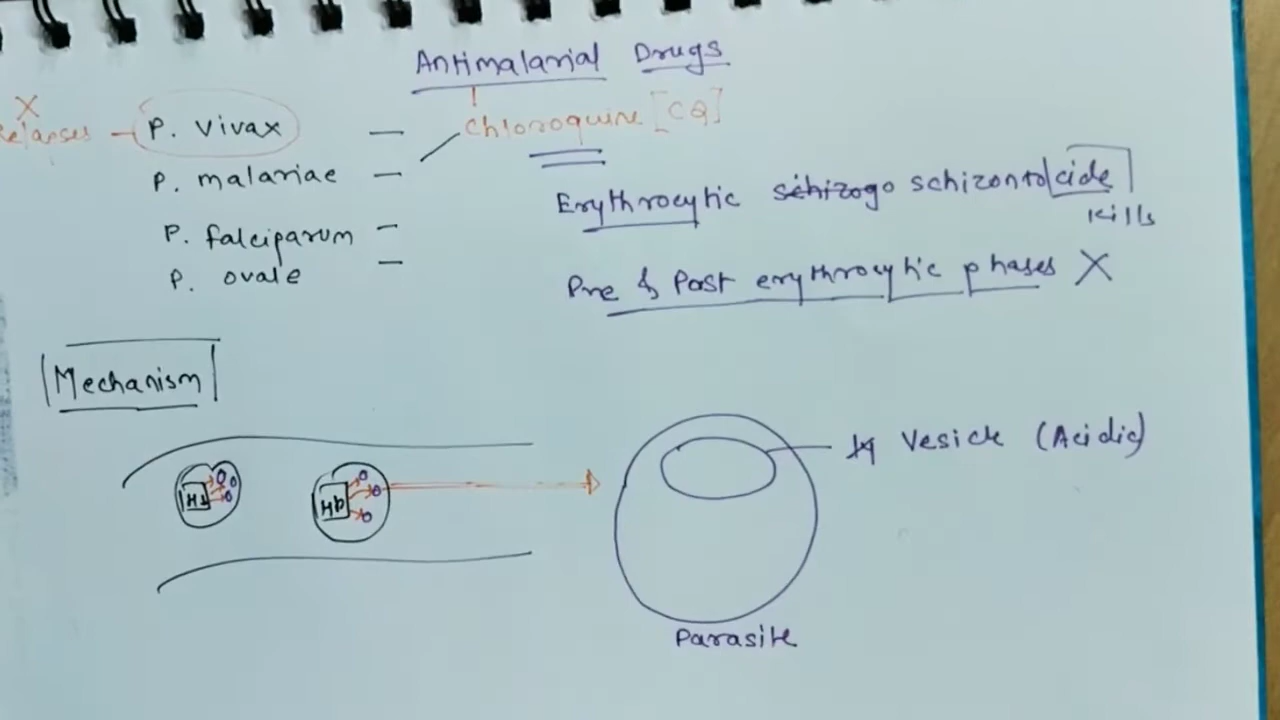 Antimalarial Drugs
X
Relapses - P. vivax —
Chloroquine [CQ]
P. malariae —
Erythrocytic schizogo schizontocide
kills
P. falciparum —
P. ovale —
Pre & Post erythrocytic phases X
Mechanism
Vesicle (Acidic)
Hb
Hb
Parasite